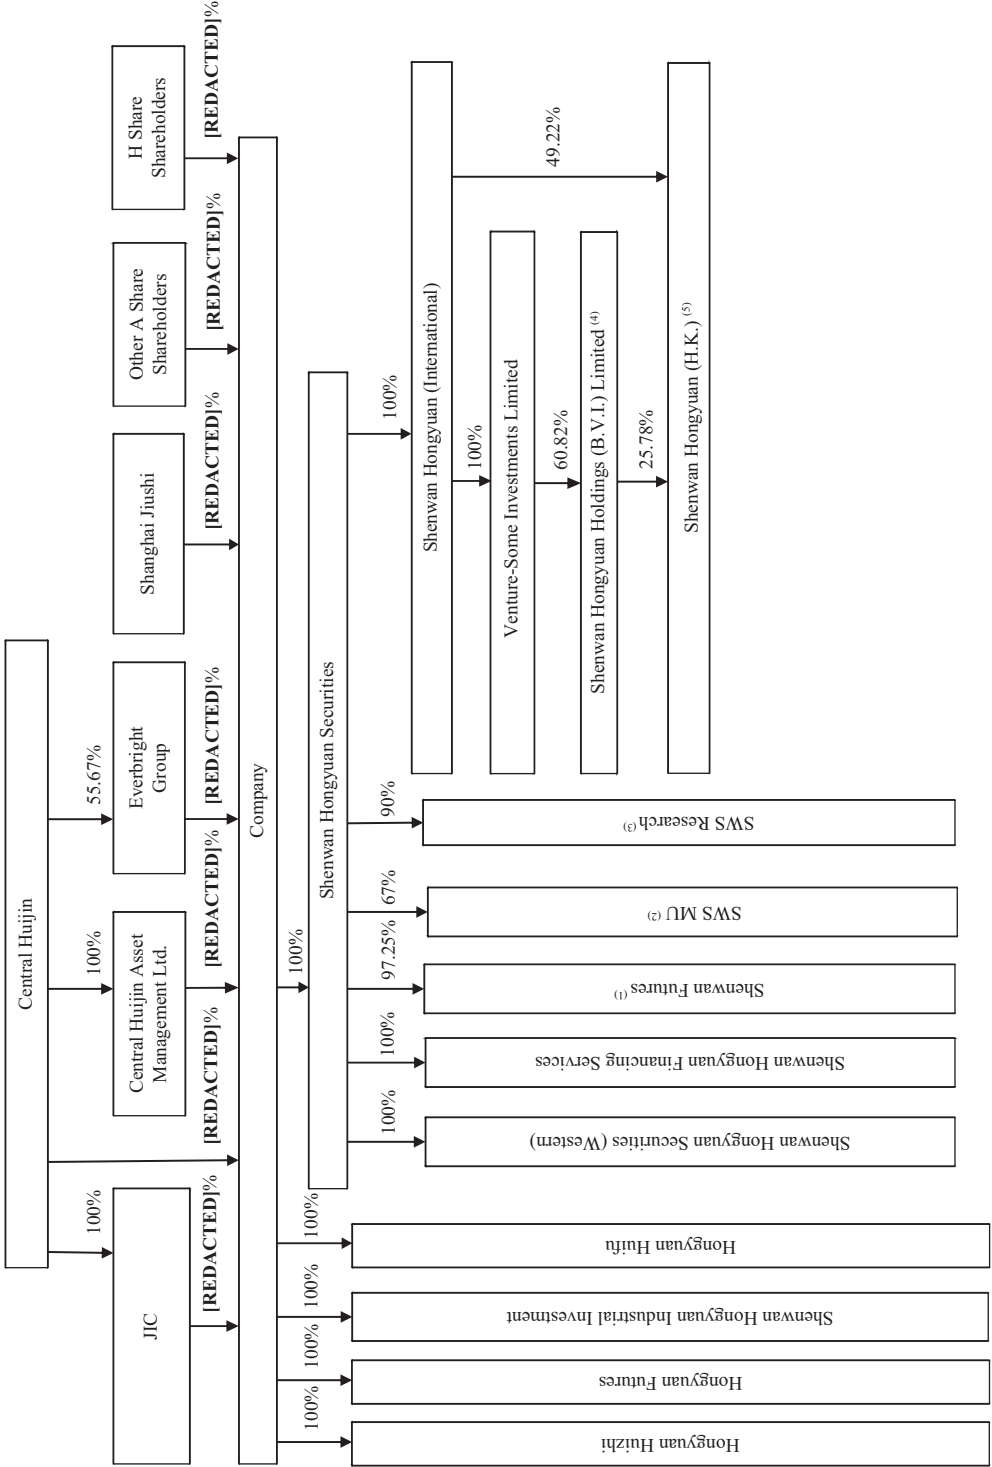 Central Huijin
100%
100%
55.67%
JIC
Central Huijin Asset
Management Ltd.
Everbright
Group
Shanghai Jiushi
Other A Share
Shareholders
H Share
Shareholders
[REDACTED]%
[REDACTED]%
[REDACTED]%
[REDACTED]%
[REDACTED]%
[REDACTED]%
[REDACTED]%
Company
100%
100%
100%
100%
100%
Shenwan Hongyuan Securities
Hongyuan Huizhi
Hongyuan Futures
Shenwan Hongyuan Industrial Investment
Hongyuan Huifu
100%
100%
97.25%
67%
90%
100%
Shenwan Hongyuan Securities (Western)
Shenwan Hongyuan Financing Services
Shenwan Futures (1)
SWS MU (2)
SWS Research (3)
Shenwan Hongyuan (International)
100%
49.22%
Venture-Some Investments Limited
60.82%
Shenwan Hongyuan Holdings (B.V.I.) Limited (4)
25.78%
Shenwan Hongyuan (H.K.) (5)